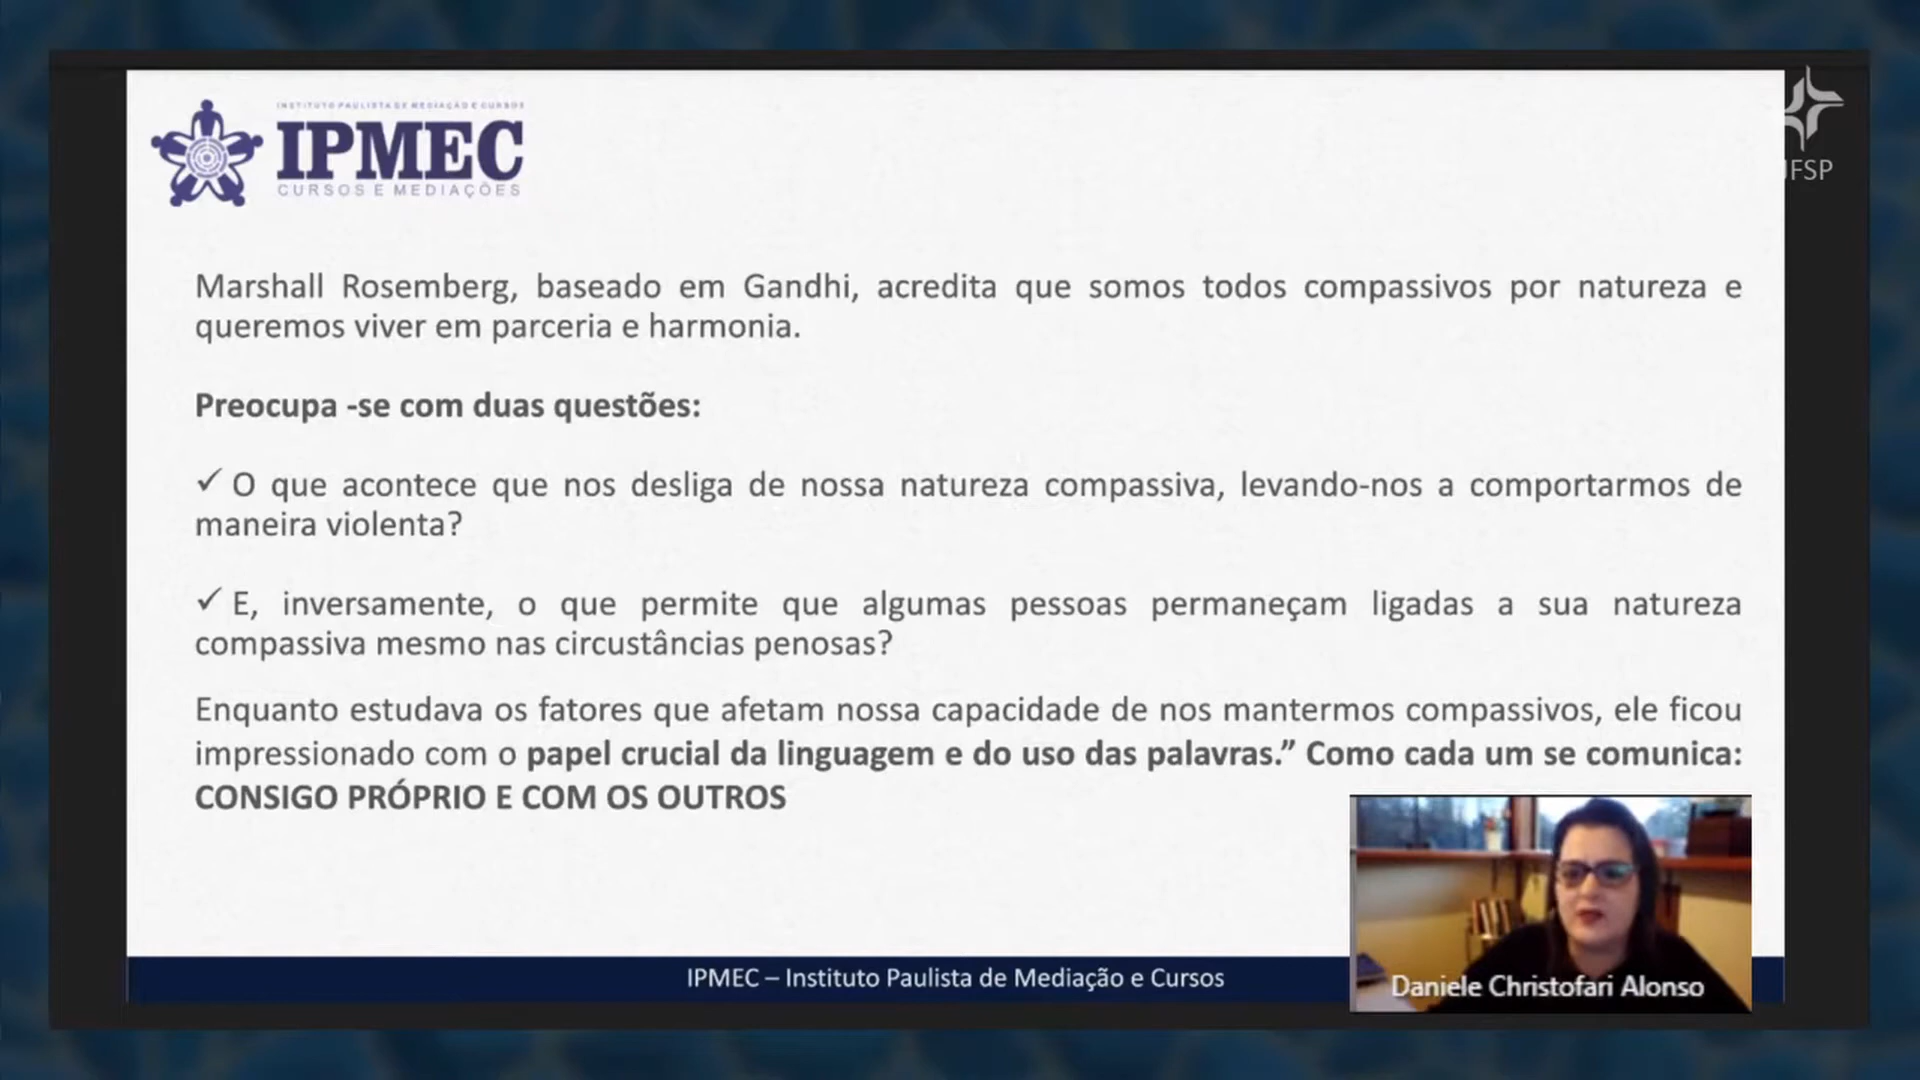 INSTITUTO PAULISTA DE MEDIAÇÃO E CURSOS
IPMEC
CURSOS E MEDIAÇÕES
JFSP
Marshall Rosemberg, baseado em Gandhi, acredita que somos todos compassivos por natureza e
queremos viver em parceria e harmonia.
Preocupa -se com duas questões:
✓ O que acontece que nos desliga de nossa natureza compassiva, levando-nos a comportarmos de
maneira violenta?
✓ E, inversamente, o que permite que algumas pessoas permaneçam ligadas a sua natureza
compassiva mesmo nas circustâncias penosas?
Enquanto estudava os fatores que afetam nossa capacidade de nos mantermos compassivos, ele ficou
impressionado com o papel crucial da linguagem e do uso das palavras.” Como cada um se comunica:
CONSIGO PRÓPRIO E COM OS OUTROS
IPMEC – Instituto Paulista de Mediação e Cursos
Daniele Christofari Alonso